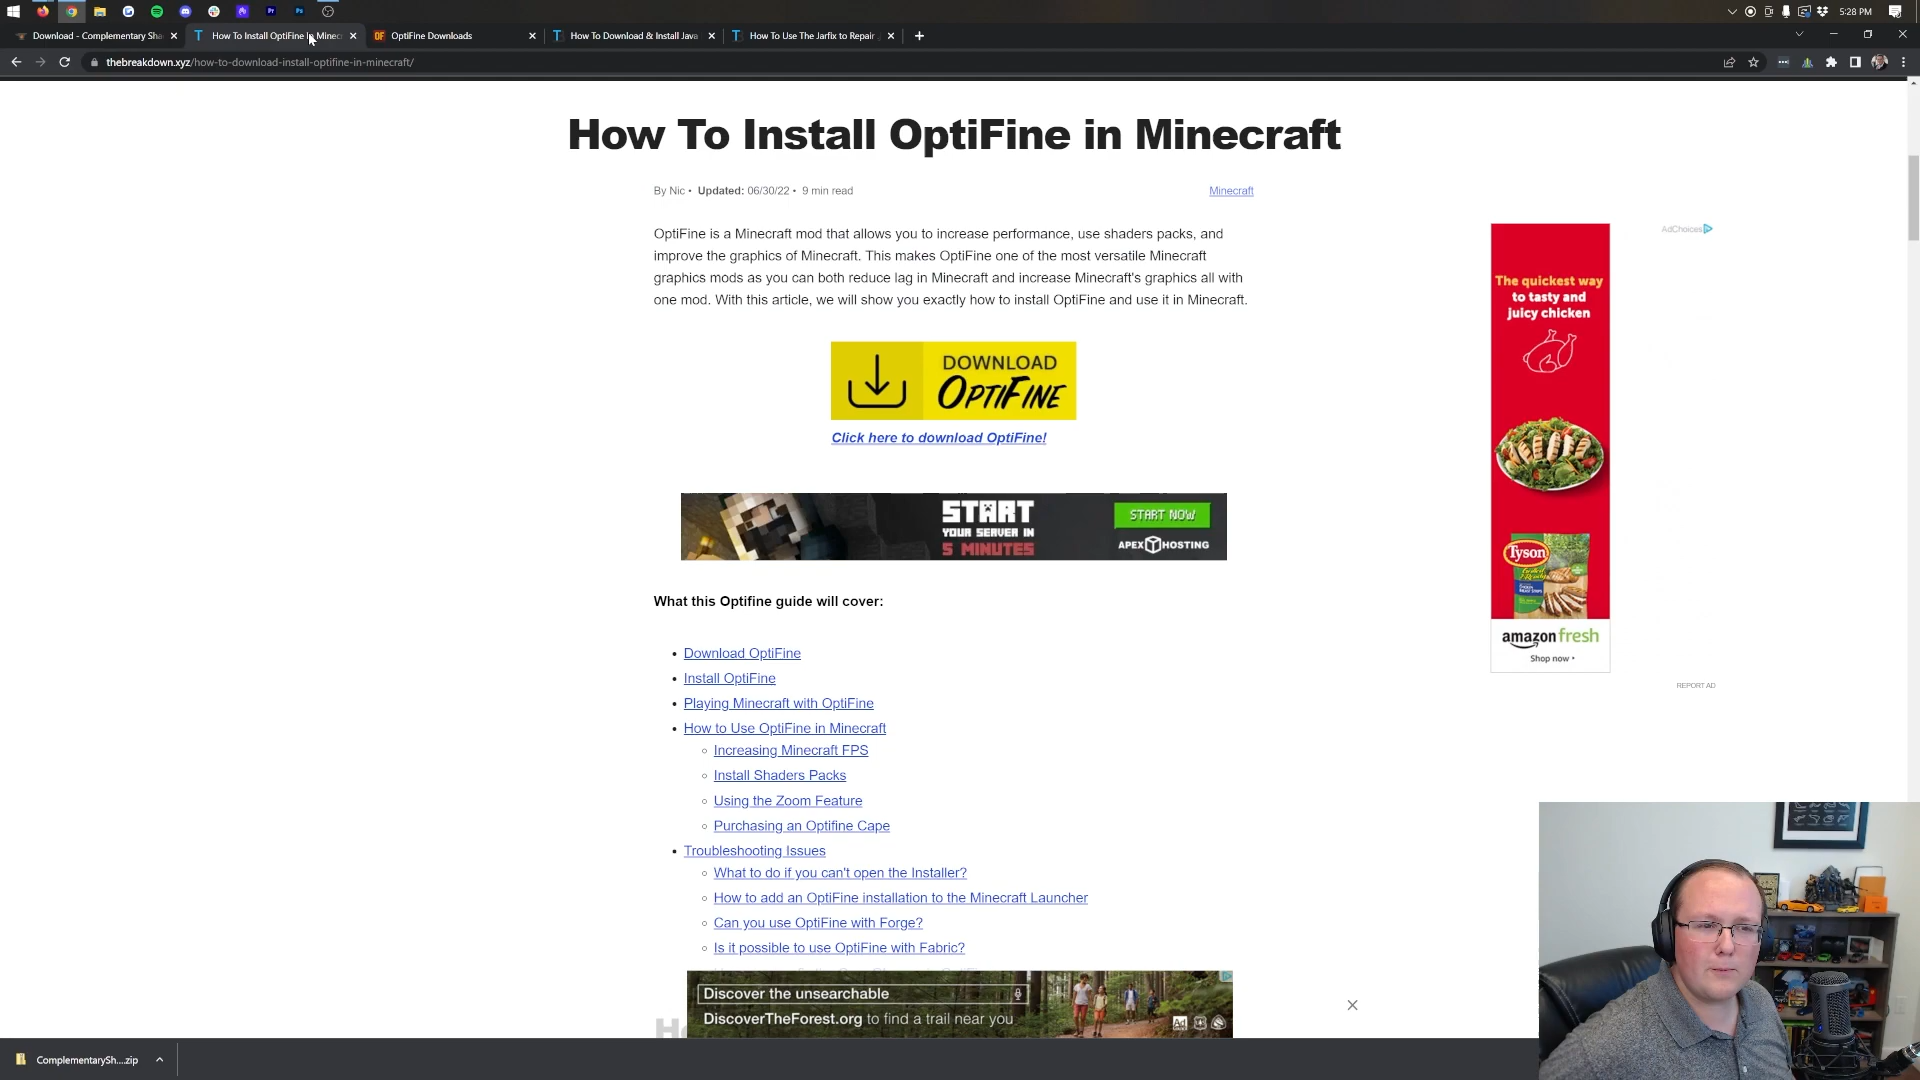 5:28 PM
Download - Complementary Sha
How To Install OptiFine in Minec
OptiFine Downloads
How To Download & Install Java
How To Use The Jarfix to Repair
thebreakdown.xyz/how-to-download-install-optifine-in-minecraft/
How To Install OptiFine in Minecraft
By Nic • Updated: 06/30/22 • 9 min read
Minecraft
OptiFine is a Minecraft mod that allows you to increase performance, use shaders packs, and
improve the graphics of Minecraft. This makes OptiFine one of the most versatile Minecraft
graphics mods as you can both reduce lag in Minecraft and increase Minecraft's graphics all with
one mod. With this article, we will show you exactly how to install OptiFine and use it in Minecraft.
DOWNLOAD
OPTIFINE
Click here to download OptiFine!
START
YOUR SERVER IN
5 MINUTES
START NOW
APEX HOSTING
What this Optifine guide will cover:
• Download OptiFine
• Install OptiFine
• Playing Minecraft with OptiFine
• How to Use OptiFine in Minecraft
◦ Increasing Minecraft FPS
◦ Install Shaders Packs
◦ Using the Zoom Feature
◦ Purchasing an Optifine Cape
• Troubleshooting Issues
◦ What to do if you can't open the Installer?
◦ How to add an OptiFine installation to the Minecraft Launcher
◦ Can you use OptiFine with Forge?
◦ Is it possible to use OptiFine with Fabric?
Discover the unsearchable
DiscoverTheForest.org to find a trail near you
Ad
AdChoices
The quickest way
to tasty and
juicy chicken
Tyson
amazon fresh
Shop now
REPORT AD
ComplementarySh....zip